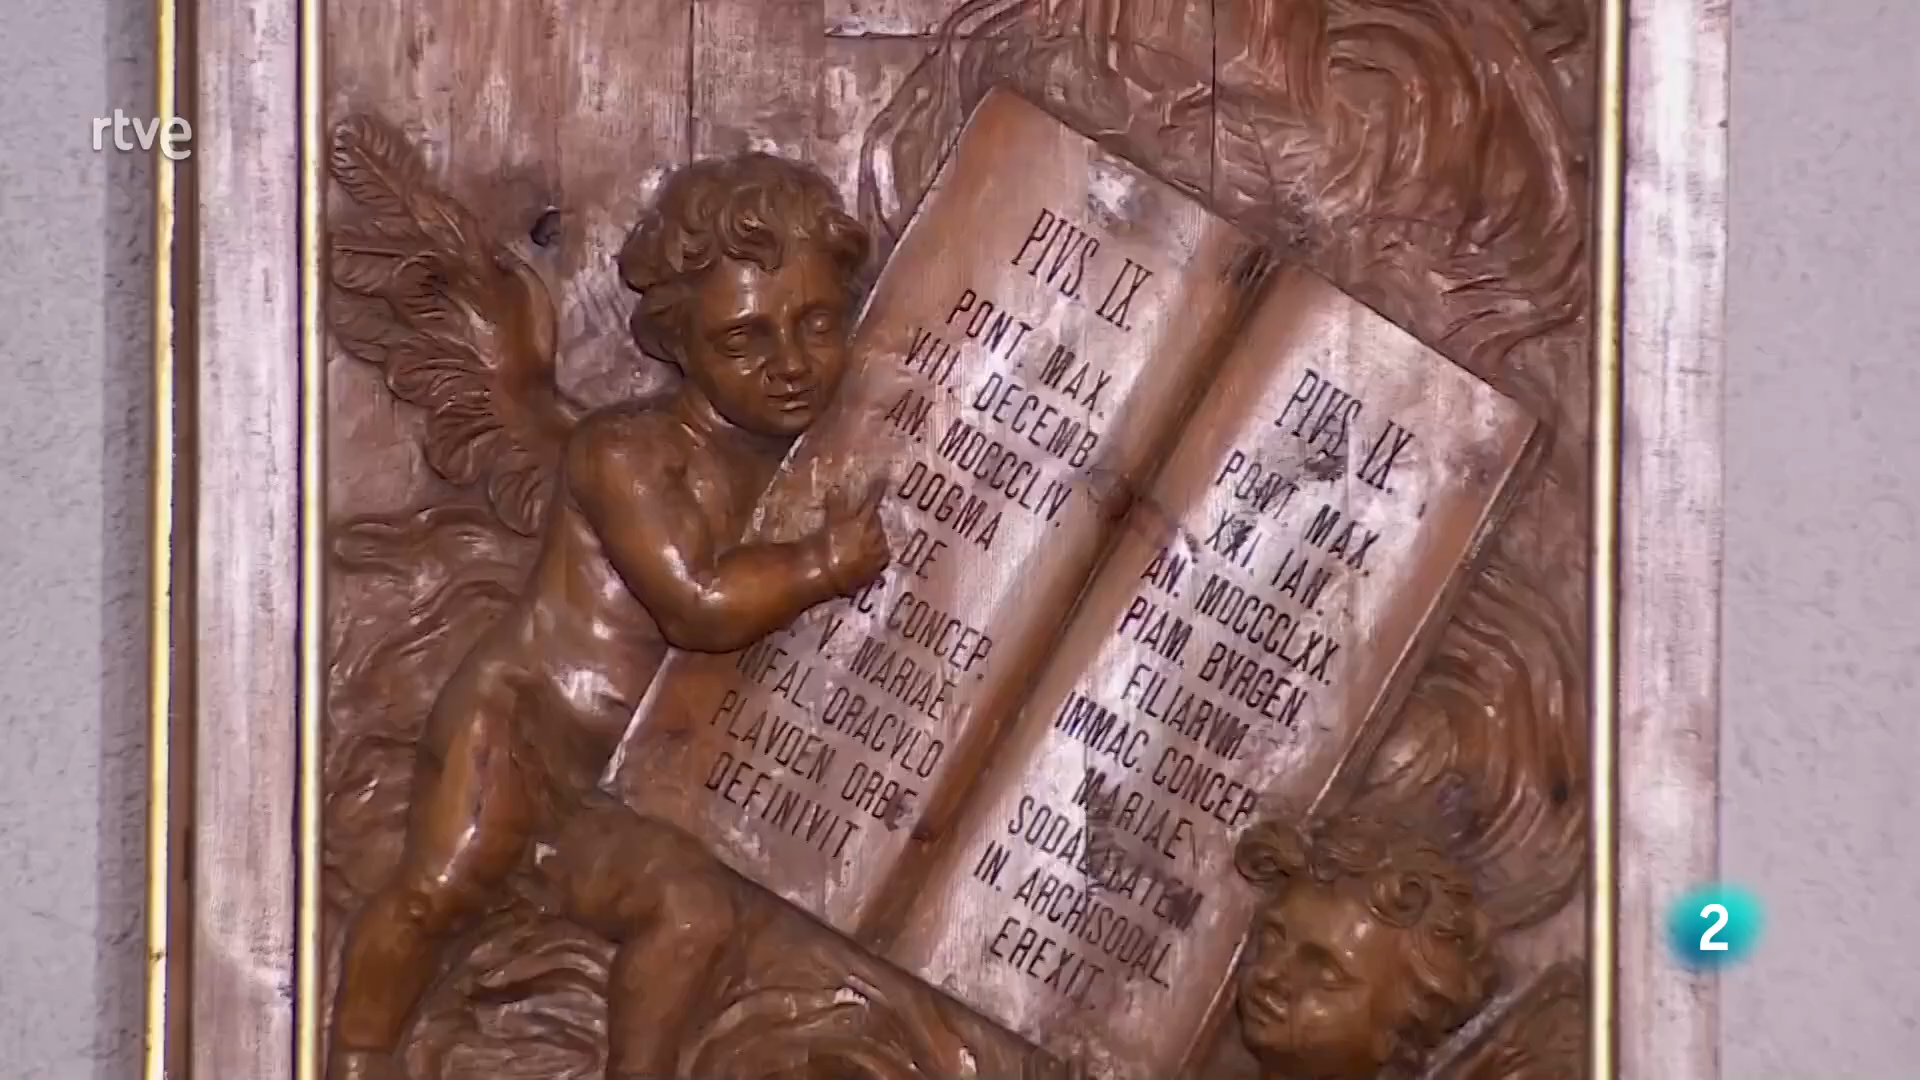 rtve
PIVS. IX.
PONT. MAX.
VIII. DECEMB.
AN. MDCCCLIV.
DOGMA
DE
C. CONCEP.
V. MARIAE
INFAL. ORACVLO
PLAVDEN. ORBE
DEFINIVIT.
PIVS IX.
PONT. MAX.
XXI. IAN.
AN. MDCCCLXX.
PIAM. BVRGEN.
FILIARVM.
IMMAC. CONCEP.
MARIAE
SODALITATEM
IN. ARCHISODAL.
EREXIT.
2